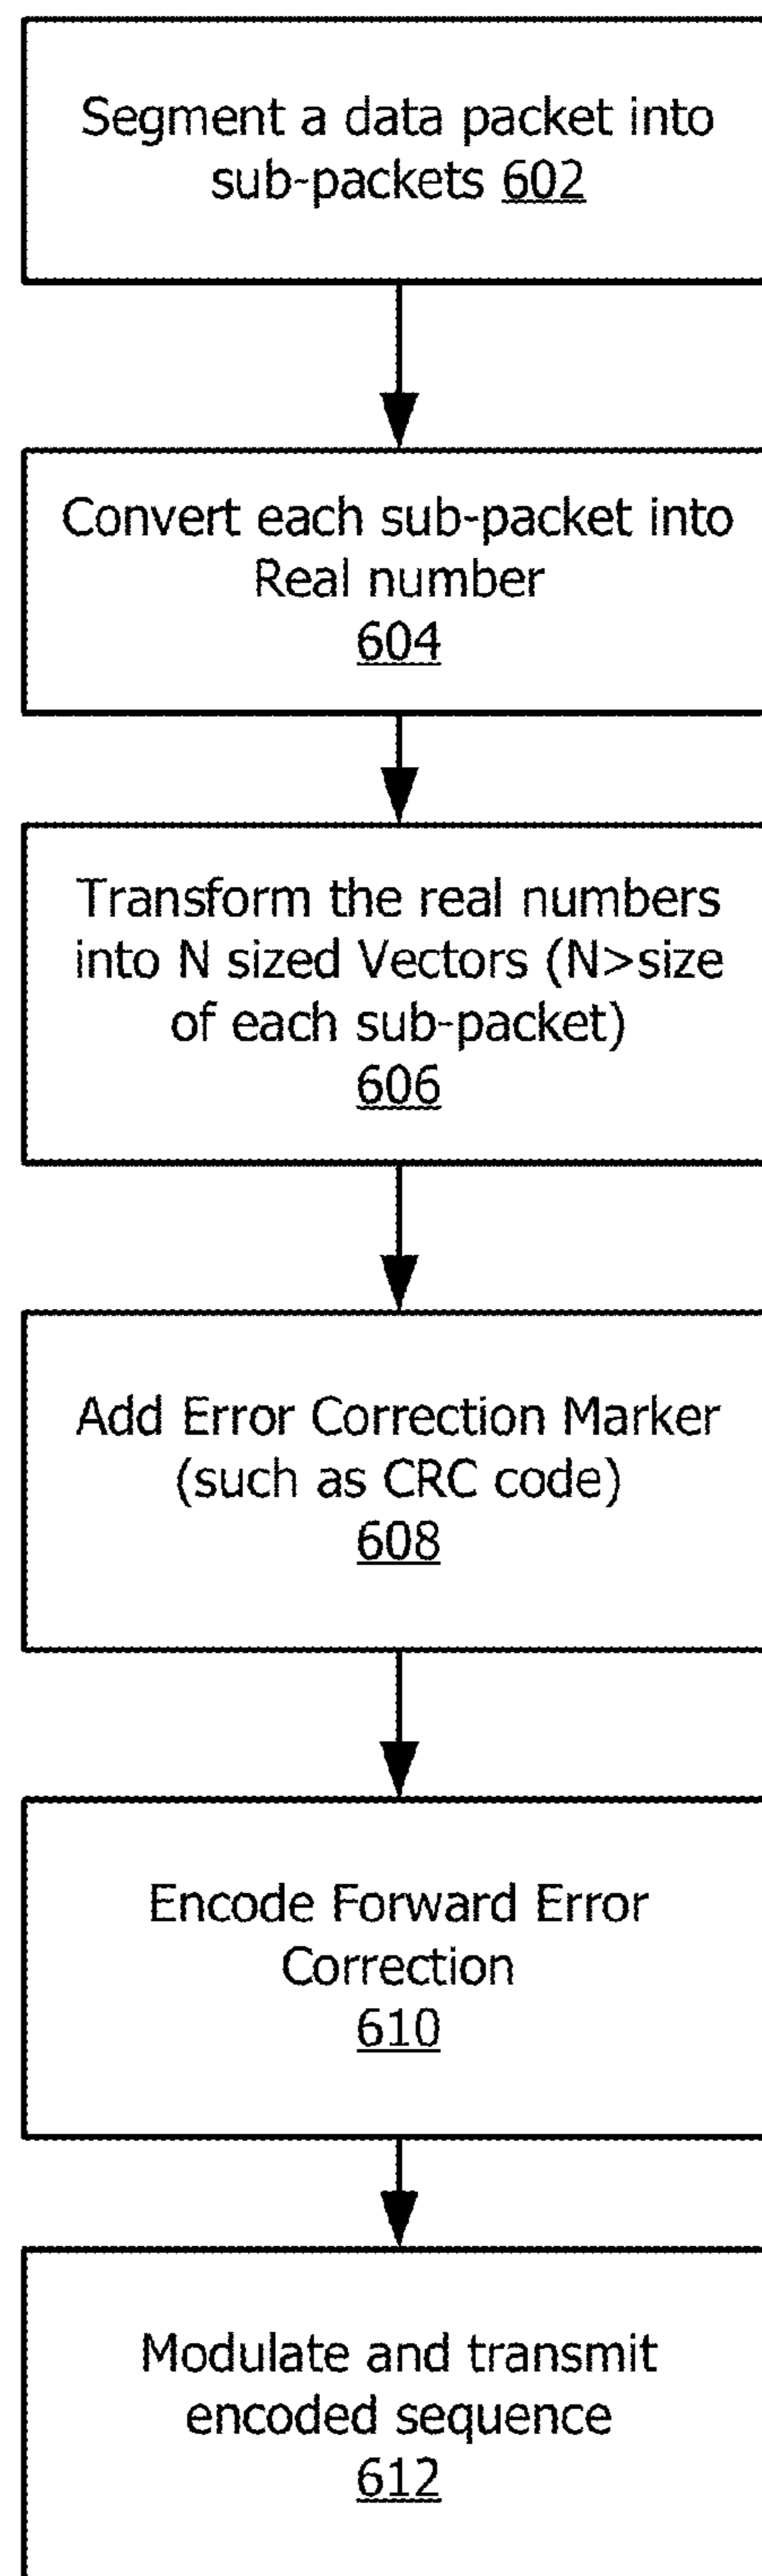 Segment a data packet into
sub-packets 602
Convert each sub-packet into
Real number
604
Transform the real numbers
into N sized Vectors (N>size
of each sub-packet)
606
Add Error Correction Marker
(such as CRC code)
608
Encode Forward Error
Correction
610
Modulate and transmit
encoded sequence
612